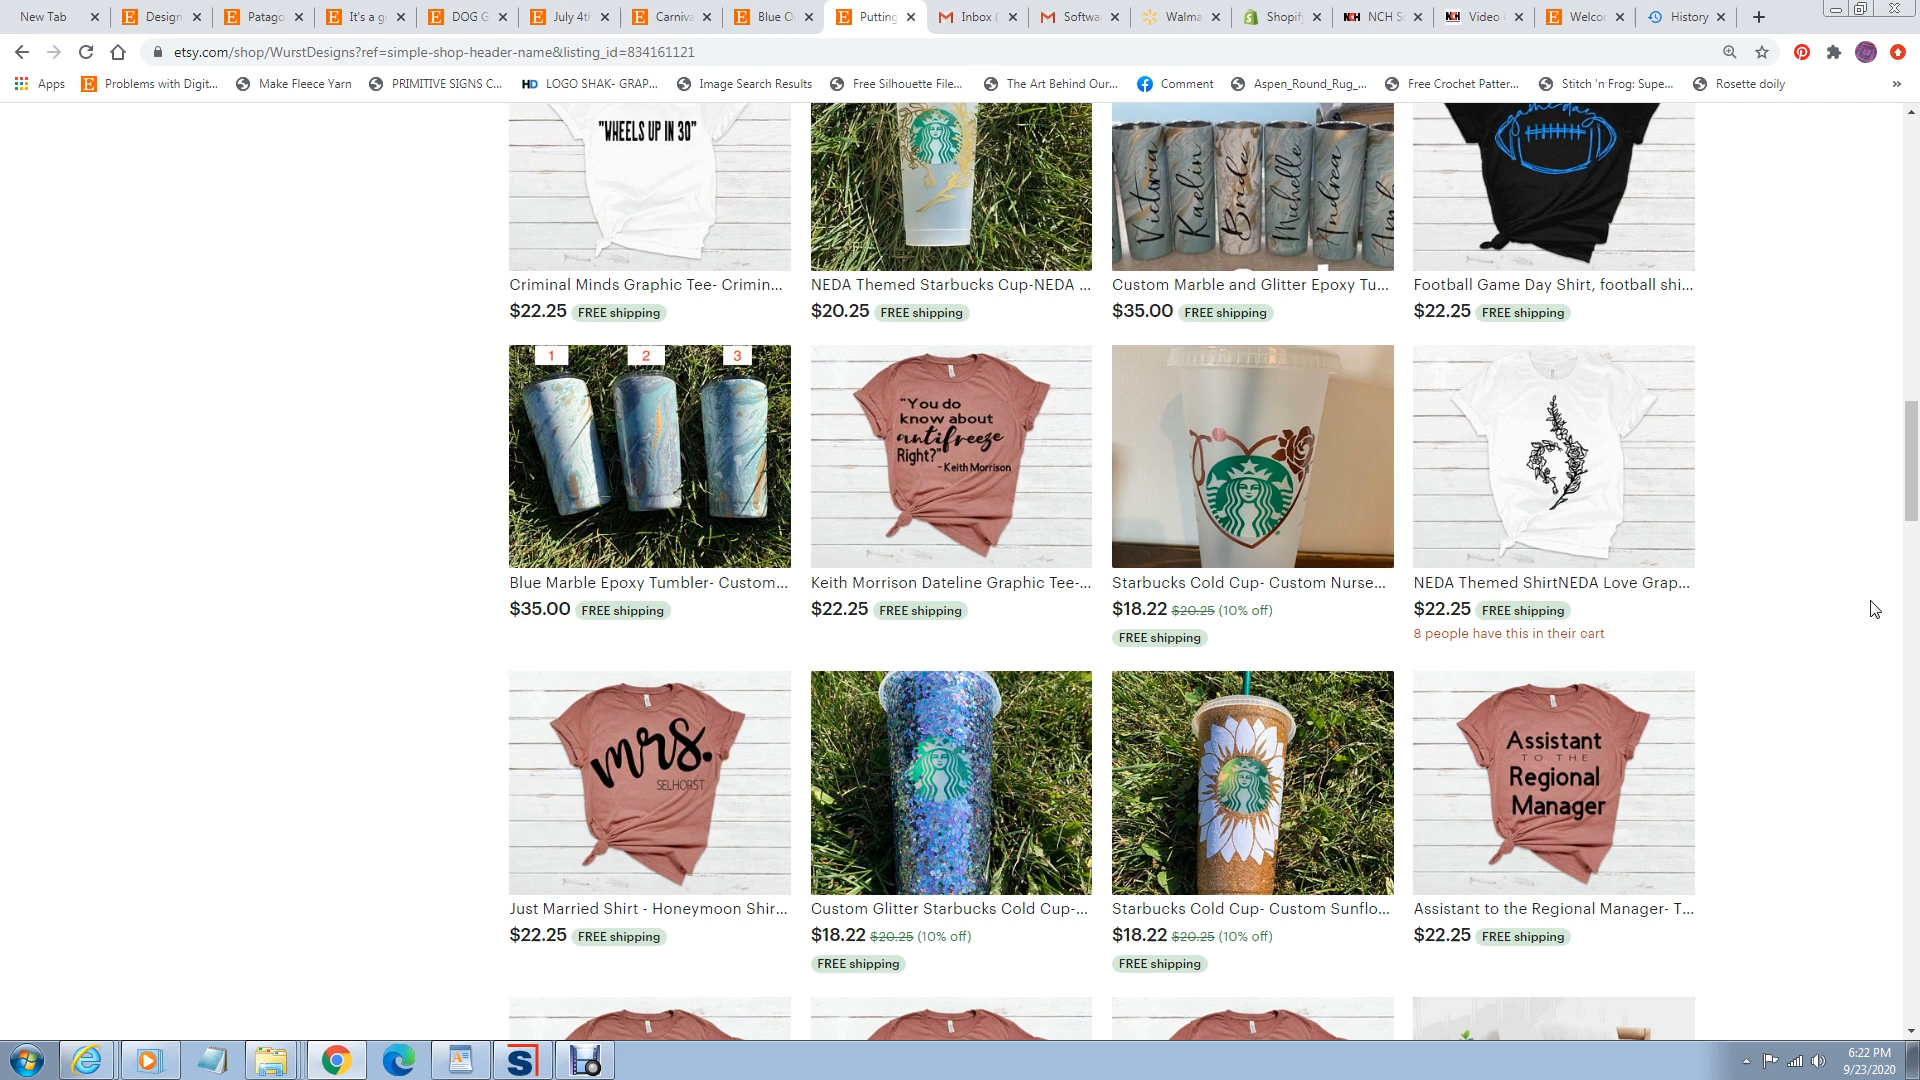 New Tab
Design
Patago
It's a g
DOG G
July 4th
Carniva
Blue O
Putting
Inbox (
Softwa
Walma
Shopif
NCH S
Video
Welco
History
etsy.com/shop/WurstDesigns?ref=simple-shop-header-name&listing_id=834161121
Apps
Problems with Digit...
Make Fleece Yarn
PRIMITIVE SIGNS C...
HD LOGO SHAK- GRAP...
Image Search Results
Free Silhouette File...
The Art Behind Our...
Comment
Aspen_Round_Rug_...
Free Crochet Patter...
Stitch 'n Frog: Supe...
Rosette doily
»
"WHEELS UP IN 30"
Victoria
Kaelin
Bride
Michelle
Andrea
game day
Criminal Minds Graphic Tee- Crimin...
$22.25 FREE shipping
NEDA Themed Starbucks Cup-NEDA ...
$20.25 FREE shipping
Custom Marble and Glitter Epoxy Tu...
$35.00 FREE shipping
Football Game Day Shirt, football shi...
$22.25 FREE shipping
1 2 3
"You do
know about
antifreeze
Right?"
- Keith Morrison
Blue Marble Epoxy Tumbler- Custom...
$35.00 FREE shipping
Keith Morrison Dateline Graphic Tee-...
$22.25 FREE shipping
Starbucks Cold Cup- Custom Nurse...
$18.22 $20.25 (10% off)
FREE shipping
NEDA Themed ShirtNEDA Love Grap...
$22.25 FREE shipping
8 people have this in their cart
mrs.
SELHORST
Assistant
TO THE
Regional
Manager
Just Married Shirt - Honeymoon Shir...
$22.25 FREE shipping
Custom Glitter Starbucks Cold Cup-...
$18.22 $20.25 (10% off)
FREE shipping
Starbucks Cold Cup- Custom Sunflo...
$18.22 $20.25 (10% off)
FREE shipping
Assistant to the Regional Manager- T...
$22.25 FREE shipping
6:22 PM
9/23/2020